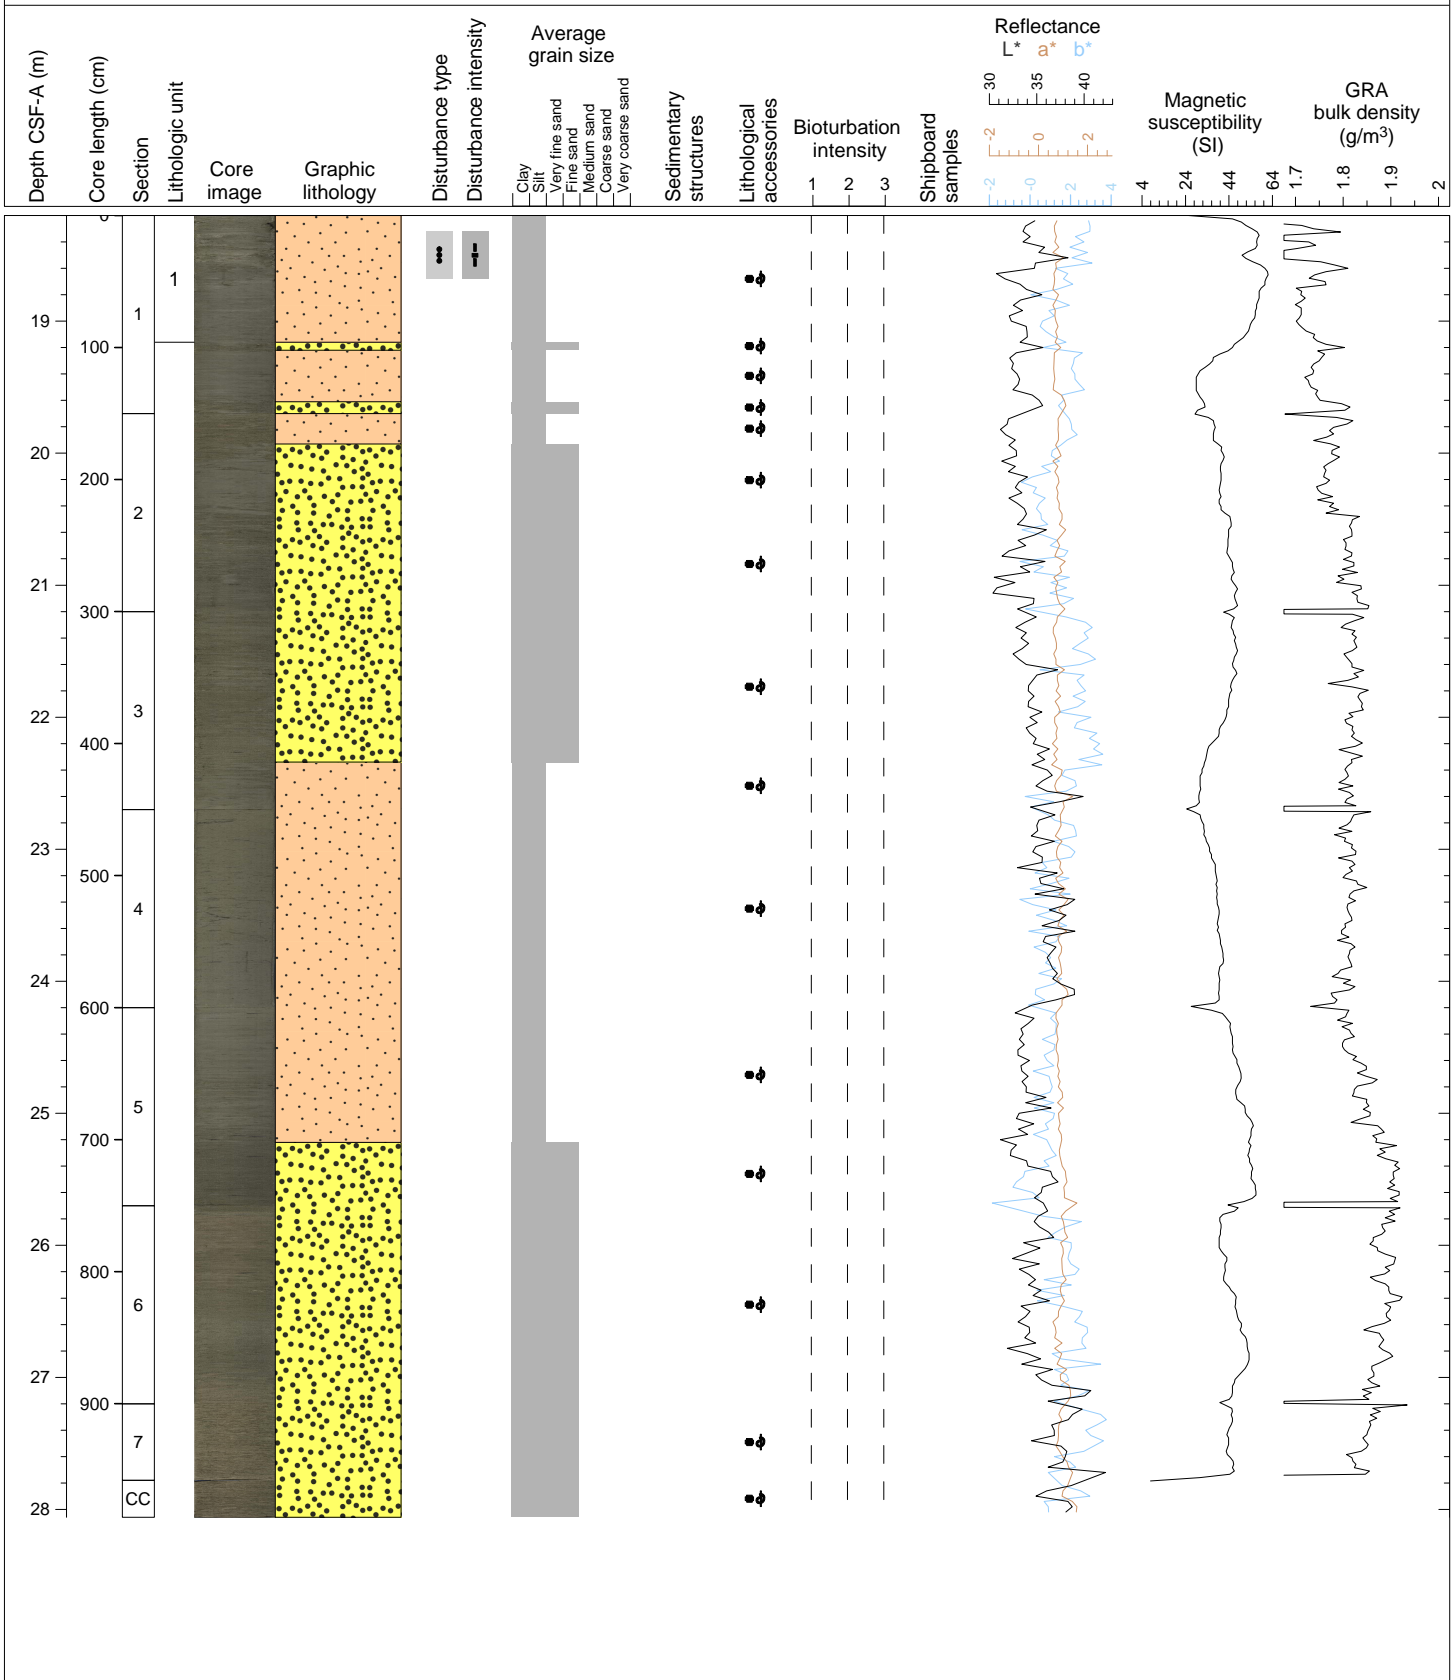 Depth CSF-A (m)
Core length (cm)
Section
Lithologic unit
Core
image
Graphic
lithology
Disturbance type
Disturbance intensity
Average
grain size
Clay
Silt
Very fine sand
Fine sand
Medium sand
Coarse sand
Very coarse sand
Sedimentary
structures
Lithological
accessories
Bioturbation
intensity
1 2 3
Shipboard
samples
Reflectance
L* a* b*
30 35 40
-2 0 2
-2 -0 2 4
Magnetic
susceptibility
(SI)
4 24 44 64
GRA
bulk density
(g/m³)
1.7 1.8 1.9 2
0
1
1
19
100
20
200
2
21
300
3
22
400
23
500
4
24
600
5
25
700
26
800
6
27
900
7
CC
28